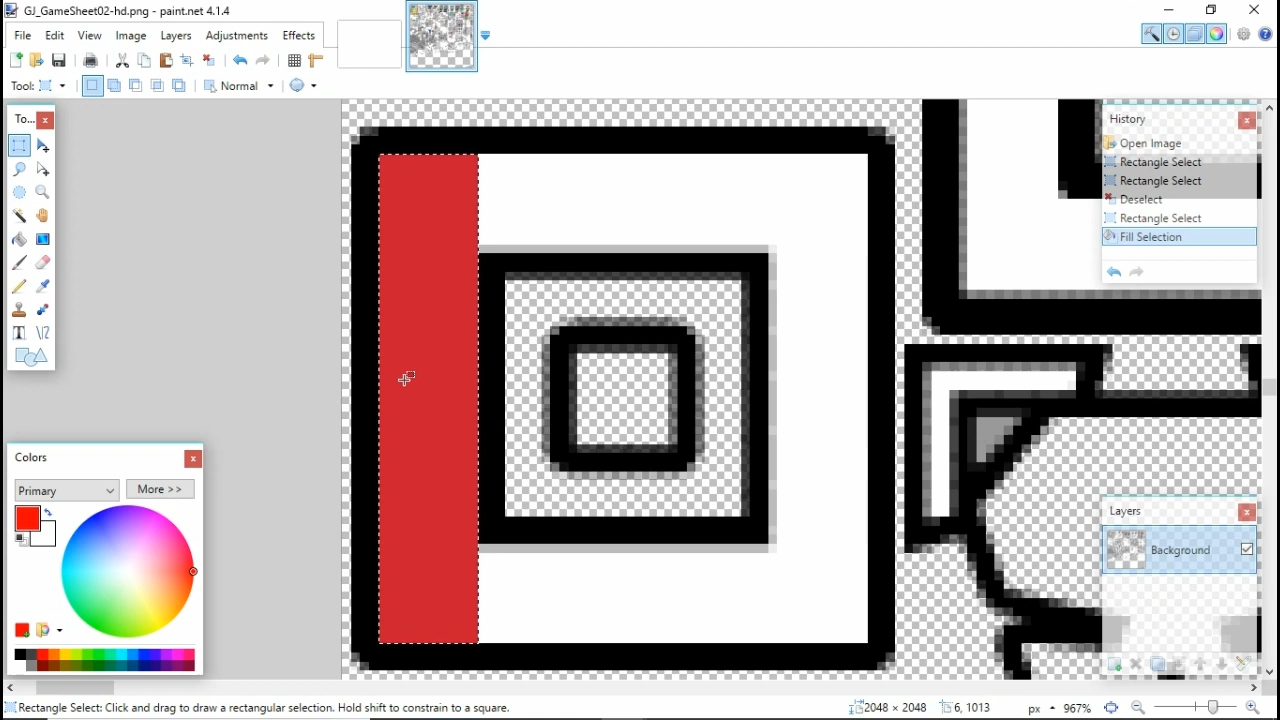 GJ_GameSheet02-hd.png - paint.net 4.1.4
File Edit View Image Layers Adjustments Effects
Tool: Normal
To...
History
Open Image
Rectangle Select
Rectangle Select
Deselect
Rectangle Select
Fill Selection
Colors
Primary More >>
Layers
Background
Rectangle Select: Click and drag to draw a rectangular selection. Hold shift to constrain to a square. 2048 × 2048 6, 1013 px 967%